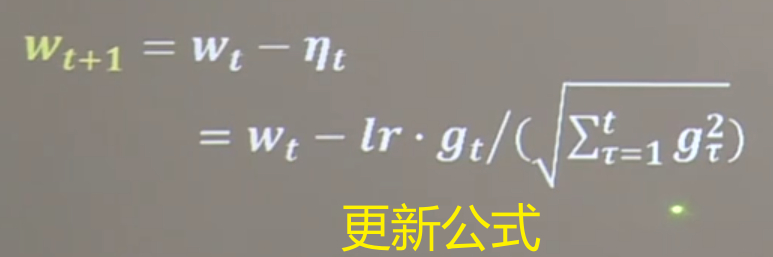 w_{t+1} = w_t − η_t
= w_t − lr · g_t/(√∑_{τ=1}^{t} g_τ^2)
更新公式